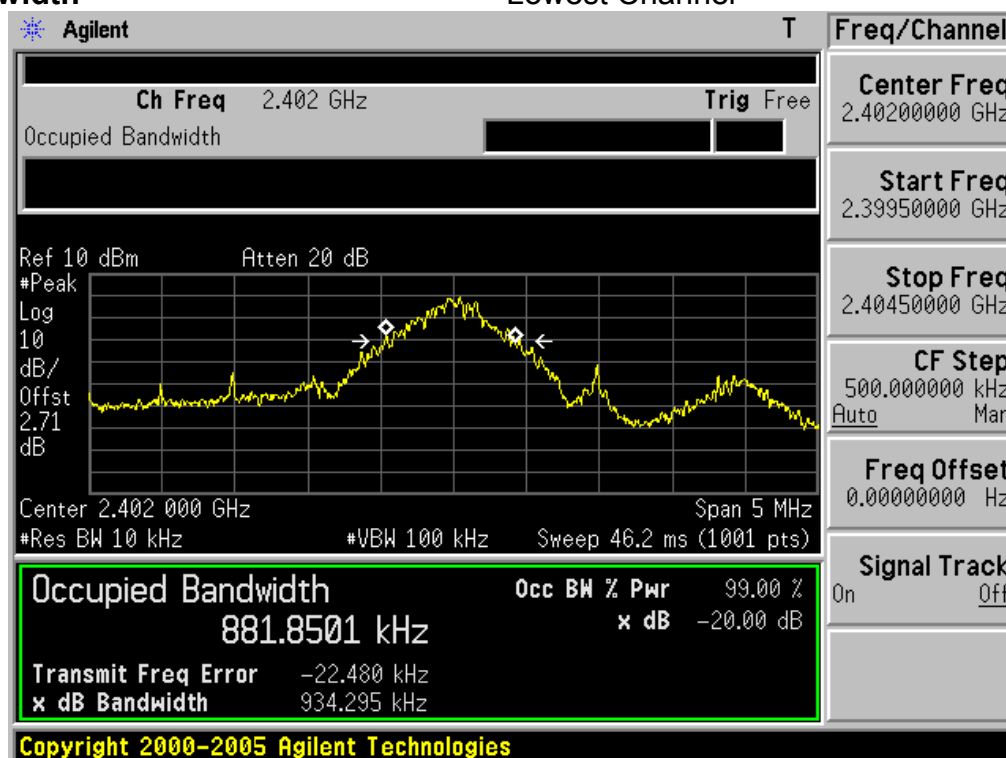 Agilent T Freq/Channel
Ch Freq 2.402 GHz Trig Free
Occupied Bandwidth
Center Freq
2.40200000 GHz
Start Freq
2.39950000 GHz
Stop Freq
2.40450000 GHz
CF Step
500.000000 kHz
Auto Man
Freq Offset
0.00000000 Hz
Signal Track
On Off
Ref 10 dBm Atten 20 dB
#Peak
Log
10
dB/
Offst
2.71
dB
Center 2.402 000 GHz Span 5 MHz
#Res BW 10 kHz #VBW 100 kHz Sweep 46.2 ms (1001 pts)
Occupied Bandwidth Occ BW % Pwr 99.00 %
881.8501 kHz x dB -20.00 dB
Transmit Freq Error -22.480 kHz
x dB Bandwidth 934.295 kHz
Copyright 2000-2005 Agilent Technologies